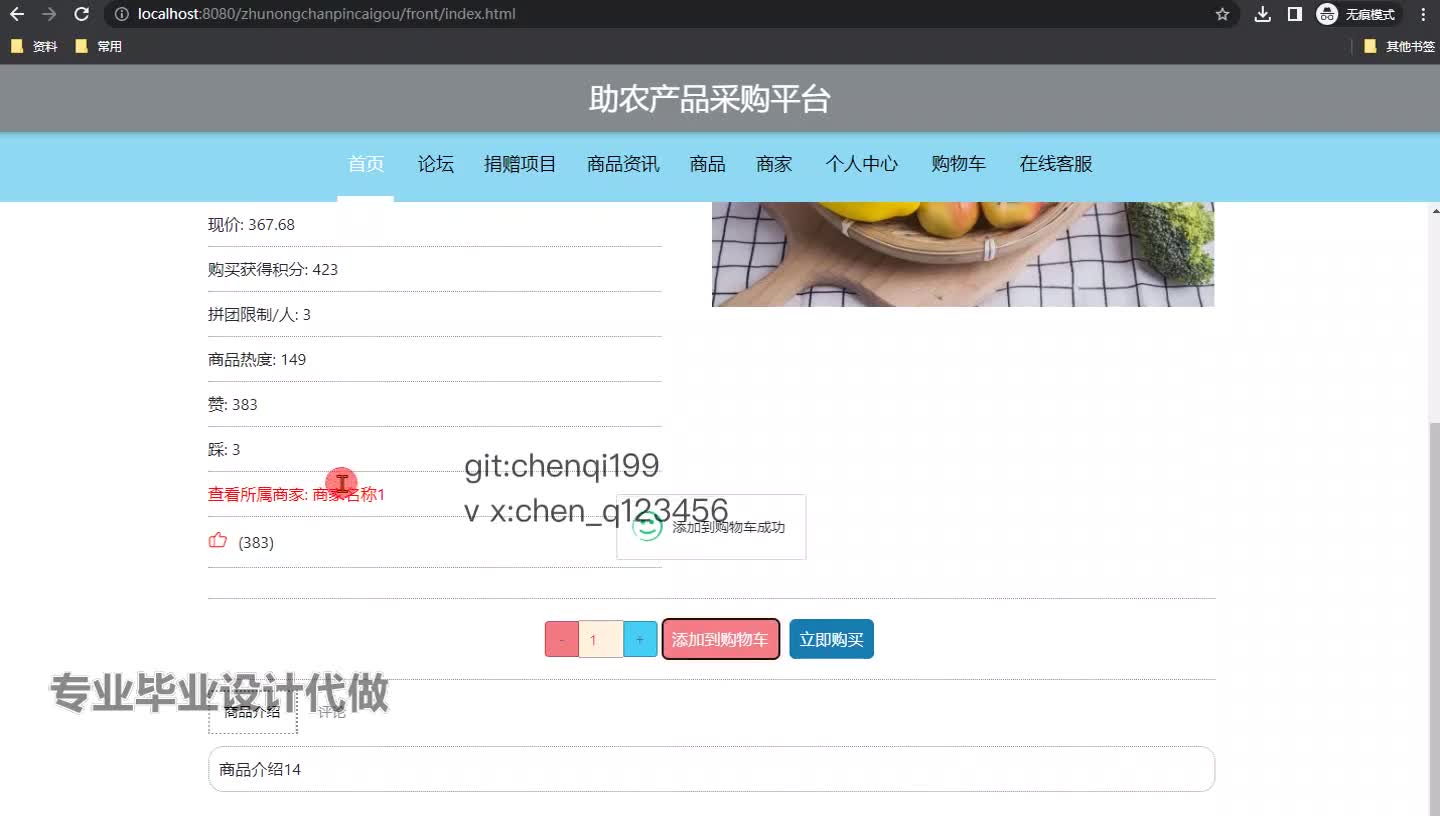 localhost:8080/zhunongchanpincaigou/front/index.html
无痕模式
资料 常用 其他书签
助农产品采购平台
首页 论坛 捐赠项目 商品资讯 商品 商家 个人中心 购物车 在线客服
现价: 367.68
购买获得积分: 423
拼团限制/人: 3
商品热度: 149
赞: 383
踩: 3
git:chenqi199
查看所属商家: 商家名称1
v x:chen_q123456
添加到购物车成功
(383)
- 1 + 添加到购物车 立即购买
专业毕业设计代做
商品介绍 评论
商品介绍14